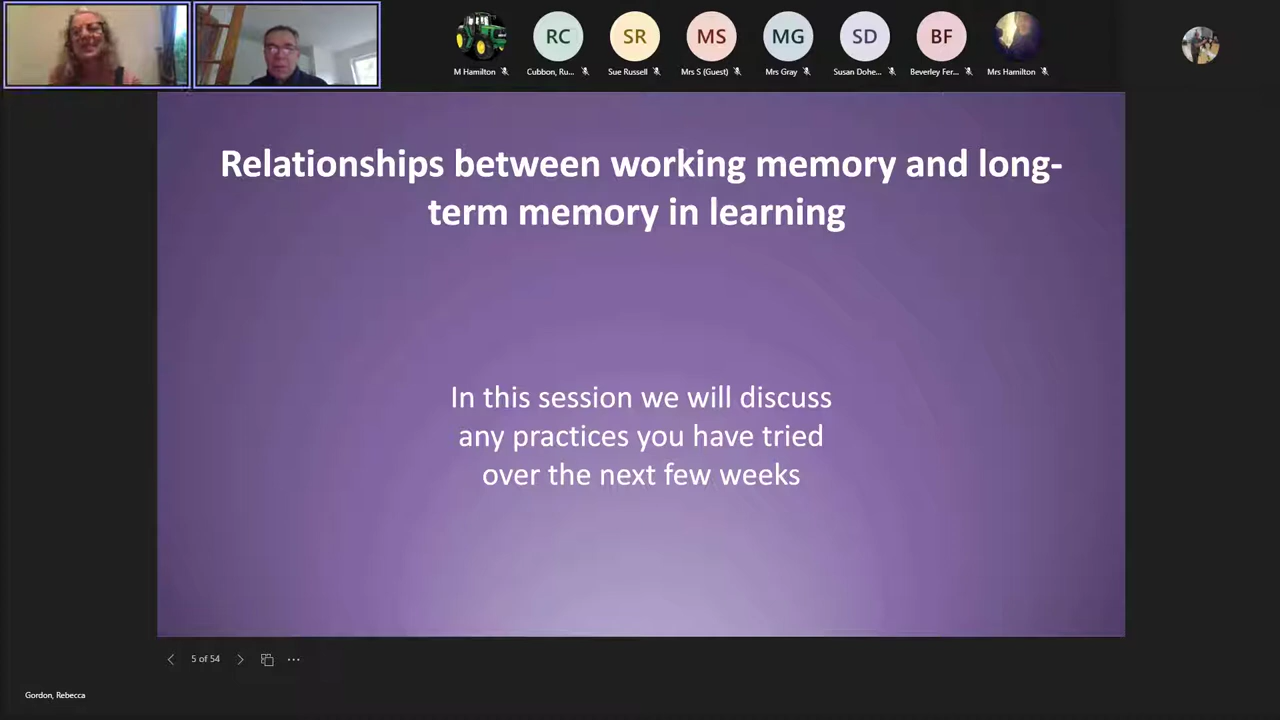 RC
SR
MS
MG
SD
BF
M Hamilton
Cubbon, Ru...
Sue Russell
Mrs S (Guest)
Mrs Gray
Susan Dohe...
Beverley Fer...
Mrs Hamilton
Relationships between working memory and long-
term memory in learning
In this session we will discuss
any practices you have tried
over the next few weeks
5 of 54
Gordon, Rebecca